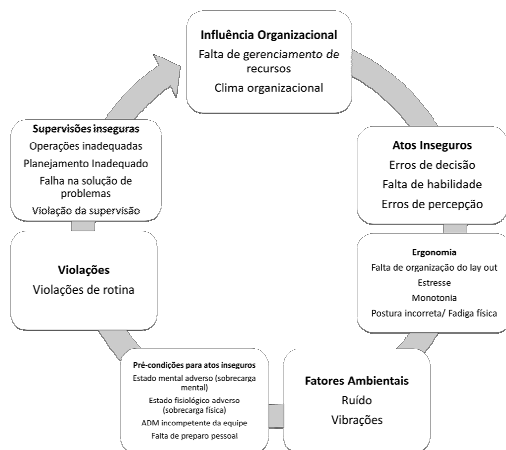 Influência Organizacional
Falta de gerenciamento de
recursos
Clima organizacional
Atos Inseguros
Erros de decisão
Falta de habilidade
Erros de percepção
Ergonomia
Falta de organização do lay out
Estresse
Monotonia
Postura incorreta/ Fadiga física
Fatores Ambientais
Ruído
Vibrações
Pré-condições para atos inseguros
Estado mental adverso (sobrecarga
mental)
Estado fisiológico adverso
(sobrecarga física)
ADM incompetente da equipe
Falta de preparo pessoal
Violações
Violações de rotina
Supervisões inseguras
Operações inadequadas
Planejamento Inadequado
Falha na solução de
problemas
Violação da supervisão